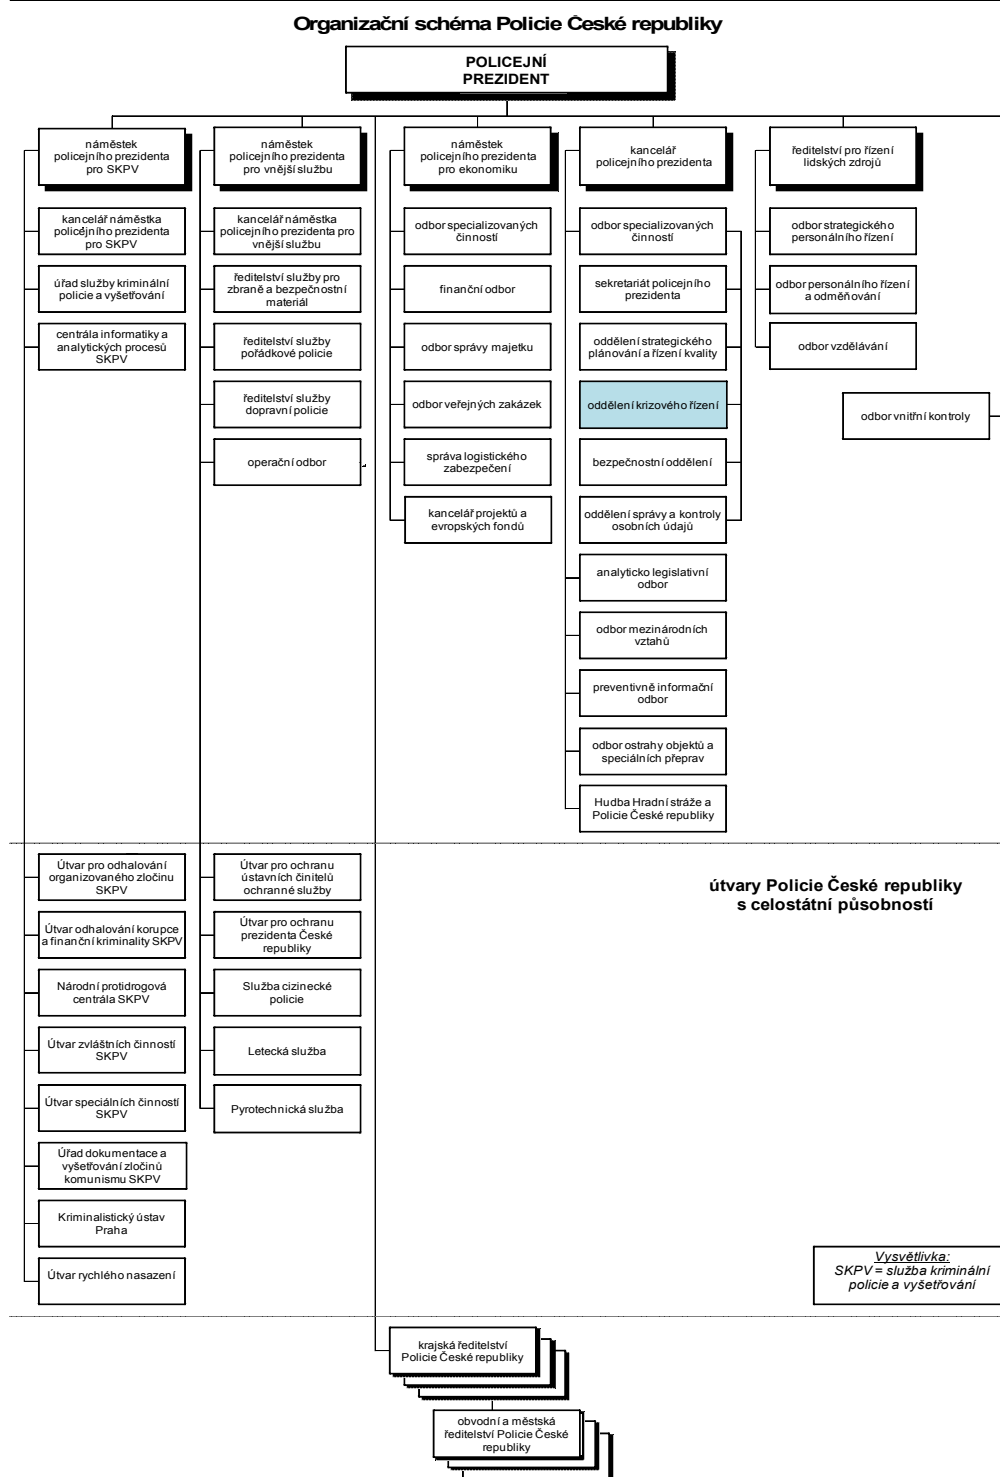 Organizační schéma Policie České republiky
POLICEJNÍ
PREZIDENT
náměstek
policejního prezidenta
pro SKPV
kancelář náměstka
policejního prezidenta
pro SKPV
úřad služby kriminální
policie a vyšetřování
centrála informatiky a
analytických procesů
SKPV
náměstek
policejního prezidenta
pro vnější službu
kancelář náměstka
policejního prezidenta pro
vnější službu
ředitelství služby pro
zbraně a bezpečnostní
materiál
ředitelství služby
pořádkové policie
ředitelství služby
dopravní policie
operační odbor
náměstek
policejního prezidenta
pro ekonomiku
odbor specializovaných
činností
finanční odbor
odbor správy majetku
odbor veřejných zakázek
správa logistického
zabezpečení
kancelář projektů a
evropských fondů
kancelář
policejního prezidenta
odbor specializovaných
činností
sekretariát policejního
prezidenta
oddělení strategického
plánování a řízení kvality
oddělení krizového řízení
bezpečnostní oddělení
oddělení správy a kontroly
osobních údajů
analyticko legislativní
odbor
odbor mezinárodních
vztahů
preventivně informační
odbor
odbor ostrahy objektů a
speciálních přeprav
Hudba Hradní stráže a
Policie České republiky
ředitelství pro řízení
lidských zdrojů
odbor strategického
personálního řízení
odbor personálního řízení
a odměňování
odbor vzdělávání
odbor vnitřní kontroly
Útvar pro odhalování
organizovaného zločinu
SKPV
Útvar odhalování korupce
a finanční kriminality SKPV
Národní protidrogová
centrála SKPV
Útvar zvláštních činností
SKPV
Útvar speciálních činností
SKPV
Úřad dokumentace a
vyšetřování zločinů
komunismu SKPV
Kriminalistický ústav
Praha
Útvar rychlého nasazení
Útvar pro ochranu
ústavních činitelů
ochranné služby
Útvar pro ochranu
prezidenta České
republiky
Služba cizinecké
policie
Letecká služba
Pyrotechnická služba
útvary Policie České republiky
s celostátní působností
Vysvětlivka:
SKPV = služba kriminální
policie a vyšetřování
krajská ředitelství
Policie České republiky
obvodní a městská
ředitelství Policie České
republiky